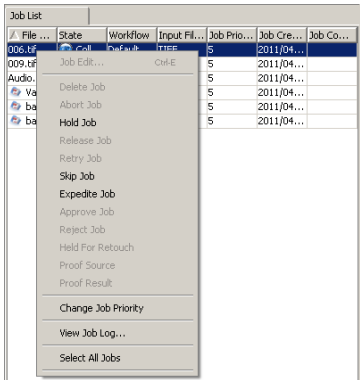 Job List
File ... State Workflow Input Fil... Job Prio... Job Cre... Job Co...
006.tif Coll Default TIFF 5 2011/04...
009.tif 5 2011/04...
Audio. 5 2011/04...
Va 5 2011/04...
ba 5 2011/04...
ba 5 2011/04...
Job Edit... Ctrl-E
Delete Job
Abort Job
Hold Job
Release Job
Retry Job
Skip Job
Expedite Job
Approve Job
Reject Job
Held For Retouch
Proof Source
Proof Result
Change Job Priority
View Job Log...
Select All Jobs